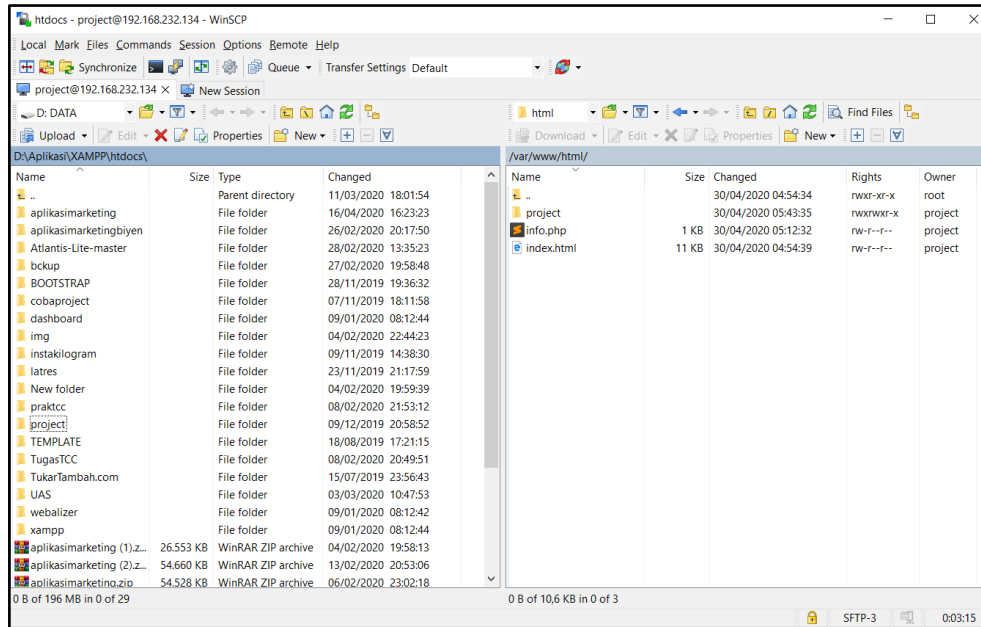 htdocs - project@192.168.232.134 - WinSCP
Local Mark Files Commands Session Options Remote Help
Synchronize Queue Transfer Settings Default
project@192.168.232.134 × New Session
D: DATA
html Find Files
Upload Edit Properties New
Download Edit Properties New
D:\Aplikasi\XAMPP\htdocs\
/var/www/html/
Name Size Type Changed
.. Parent directory 11/03/2020 18:01:54
aplikasimarketing File folder 16/04/2020 16:23:23
aplikasimarketingbiyen File folder 26/02/2020 20:17:50
Atlantis-Lite-master File folder 28/02/2020 13:35:23
bckup File folder 27/02/2020 19:58:48
BOOTSTRAP File folder 28/11/2019 19:36:32
cobaproject File folder 07/11/2019 18:11:58
dashboard File folder 09/01/2020 08:12:44
img File folder 04/02/2020 22:44:23
instakilogram File folder 09/11/2019 14:38:30
latres File folder 23/11/2019 21:17:59
New folder File folder 04/02/2020 19:59:39
praktcc File folder 08/02/2020 21:53:12
project File folder 09/12/2019 20:58:52
TEMPLATE File folder 18/08/2019 17:21:15
TugasTCC File folder 08/02/2020 20:49:51
TukarTambah.com File folder 15/07/2019 23:56:43
UAS File folder 03/03/2020 10:47:53
webalizer File folder 09/01/2020 08:12:42
xampp File folder 09/01/2020 08:12:44
aplikasimarketing (1).z... 26.553 KB WinRAR ZIP archive 04/02/2020 19:58:13
aplikasimarketing (2).z... 54.660 KB WinRAR ZIP archive 13/02/2020 20:53:06
aplikasimarketing.zip 54.528 KB WinRAR ZIP archive 06/02/2020 23:02:18
0 B of 196 MB in 0 of 29
Name Size Changed Rights Owner
.. 30/04/2020 04:54:34 rwxr-xr-x root
project 30/04/2020 05:43:35 rwxrwxr-x project
info.php 1 KB 30/04/2020 05:12:32 rw-r--r-- project
index.html 11 KB 30/04/2020 04:54:39 rw-r--r-- project
0 B of 10,6 KB in 0 of 3
SFTP-3 0:03:15